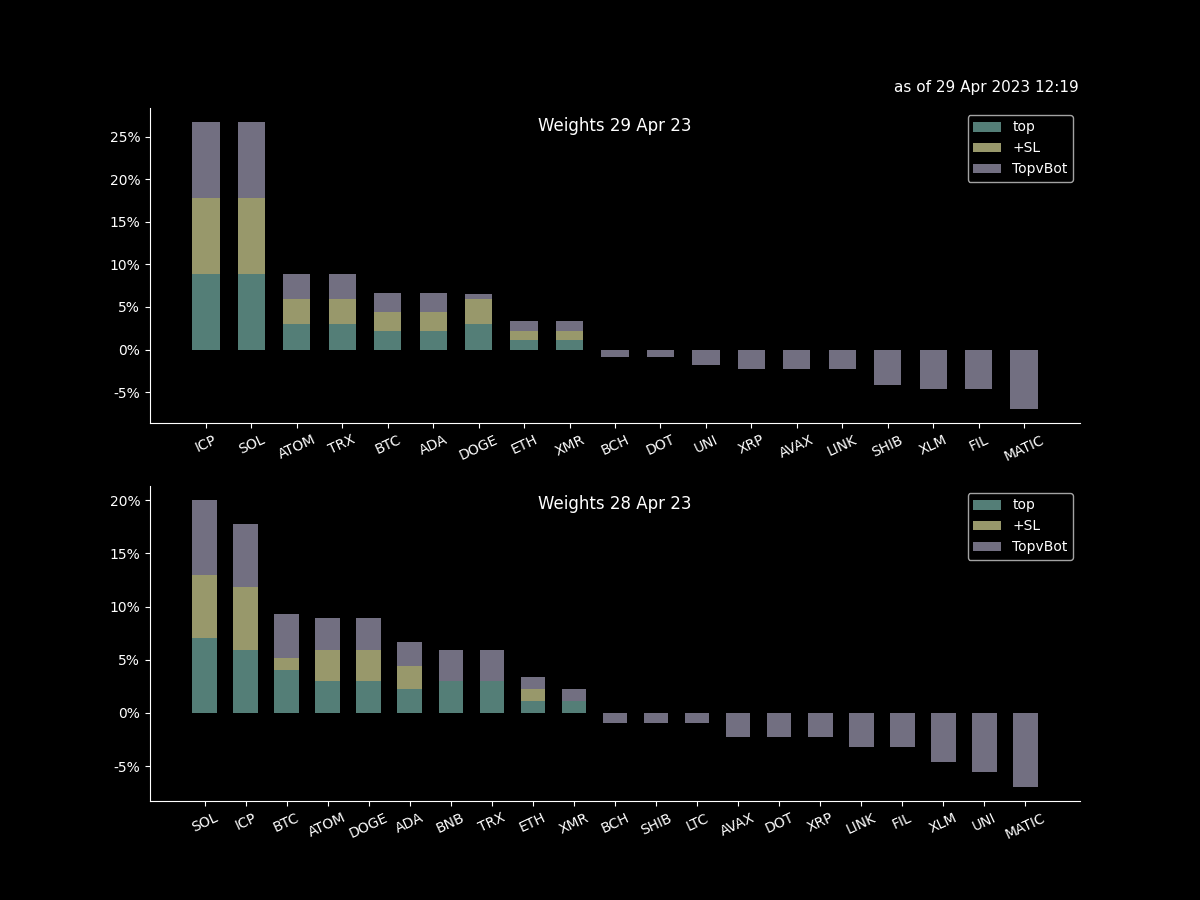 as of 29 Apr 2023 12:19
Weights 29 Apr 23
top
+SL
TopvBot
25%
20%
15%
10%
5%
0%
-5%
ICP SOL ATOM TRX BTC ADA DOGE ETH XMR BCH DOT UNI XRP AVAX LINK SHIB XLM FIL MATIC
Weights 28 Apr 23
top
+SL
TopvBot
20%
15%
10%
5%
0%
-5%
SOL ICP BTC ATOM DOGE ADA BNB TRX ETH XMR BCH SHIB LTC AVAX DOT XRP LINK FIL XLM UNI MATIC